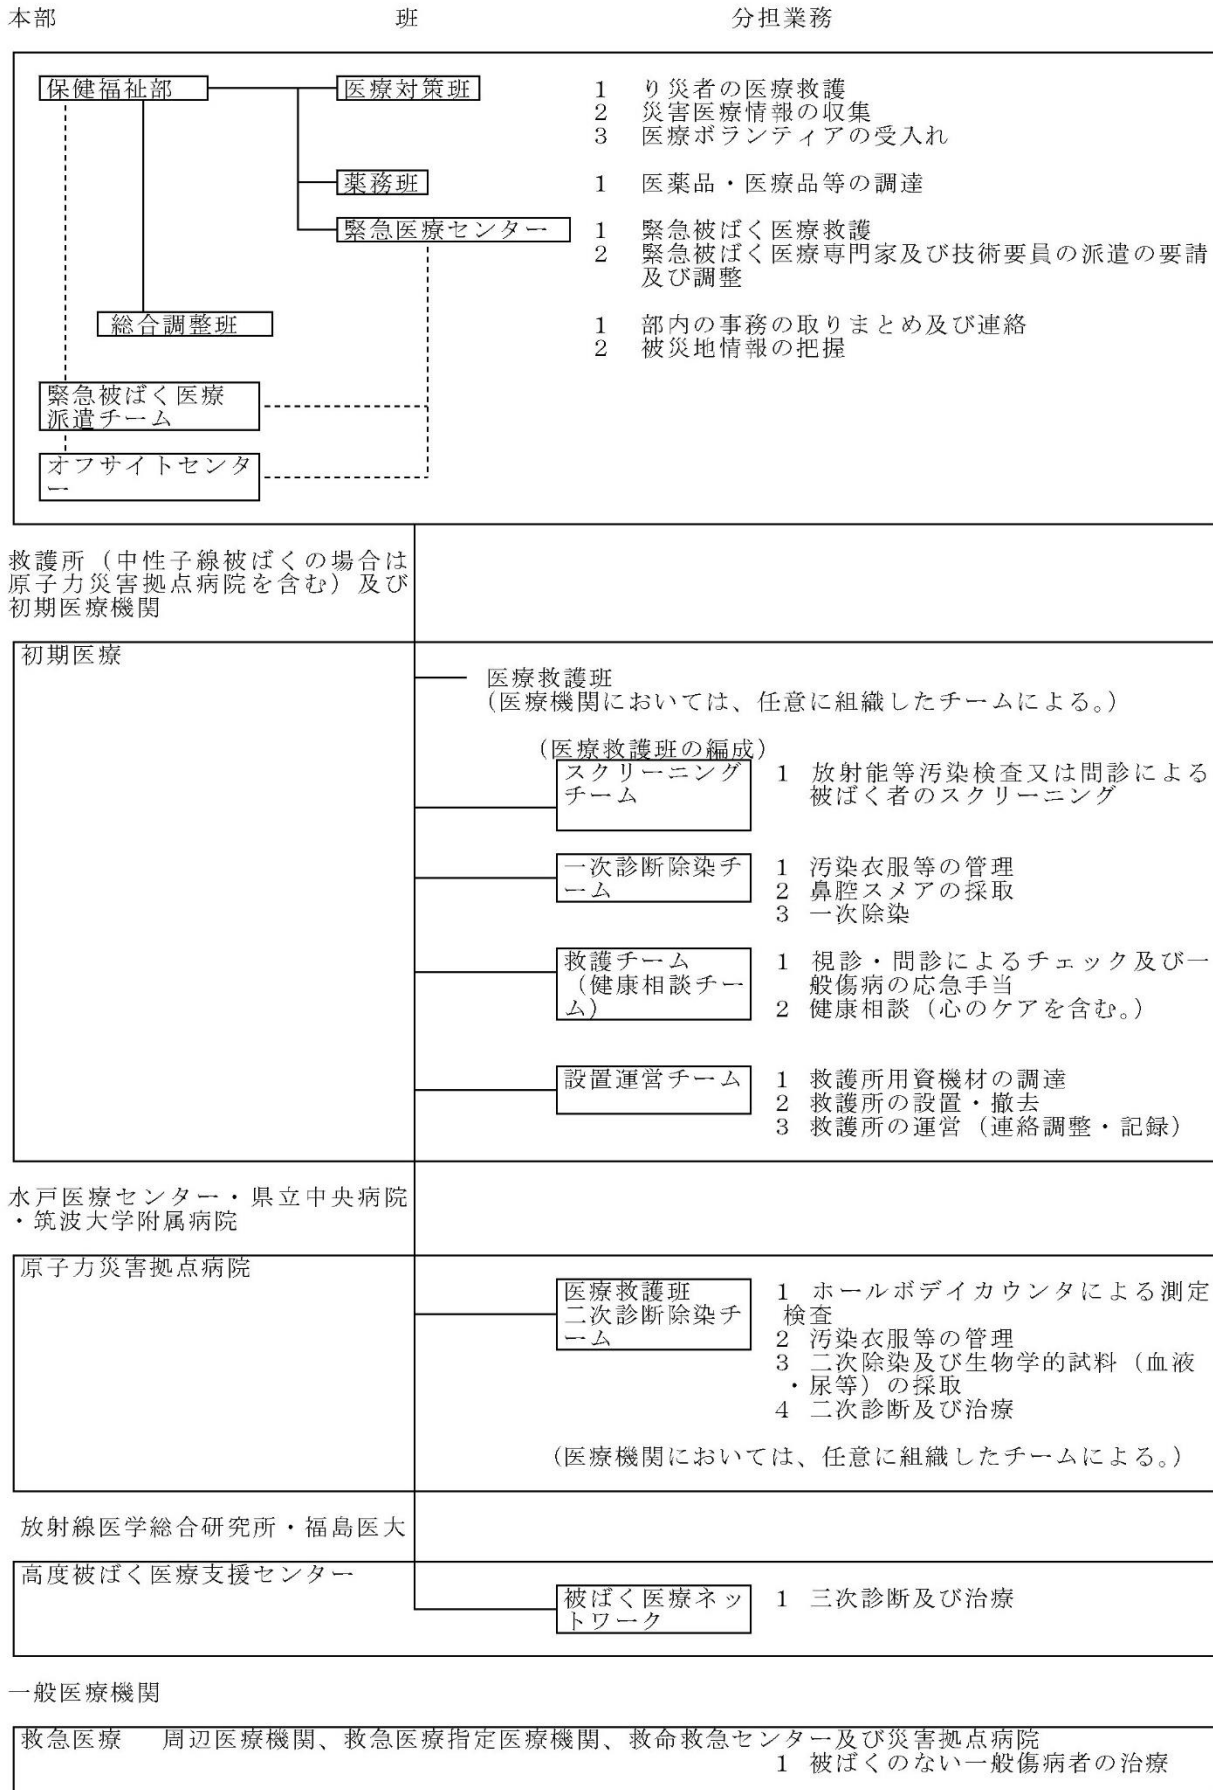 本部　班　分担業務
保健福祉部
医療対策班
1　り災者の医療救護
2　災害医療情報の収集
3　医療ボランティアの受入れ
薬務班
1　医薬品・医療品等の調達
緊急医療センター
1　緊急被ばく医療救護
2　緊急被ばく医療専門家及び技術要員の派遣の要請
及び調整
総合調整班
1　部内の事務の取りまとめ及び連絡
2　被災地情報の把握
緊急被ばく医療
派遣チーム
オフサイトセンタ
ー
救護所（中性子線被ばくの場合は
原子力災害拠点病院を含む）及び
初期医療機関
初期医療
医療救護班
（医療機関においては、任意に組織したチームによる。）
（医療救護班の編成）
スクリーニング
チーム
1 放射能等汚染検査又は問診による
被ばく者のスクリーニング
一次診断除染チ
ーム
1 汚染衣服等の管理
2 鼻腔スメアの採取
3 一次除染
救護チーム
（健康相談チー
ム）
1 視診・問診によるチェック及び一
般傷病の応急手当
2 健康相談（心のケアを含む。）
設置運営チーム
1 救護所用資機材の調達
2 救護所の設置・撤去
3 救護所の運営（連絡調整・記録）
水戸医療センター・県立中央病院
・筑波大学附属病院
原子力災害拠点病院
医療救護班
二次診断除染チ
ーム
1 ホールボデイカウンタによる測定
検査
2 汚染衣服等の管理
3 二次除染及び生物学的試料（血液
・尿等）の採取
4 二次診断及び治療
（医療機関においては、任意に組織したチームによる。）
放射線医学総合研究所・福島医大
高度被ばく医療支援センター
被ばく医療ネッ
トワーク
1 三次診断及び治療
一般医療機関
救急医療　周辺医療機関、救急医療指定医療機関、救命救急センター及び災害拠点病院
1 被ばくのない一般傷病者の治療